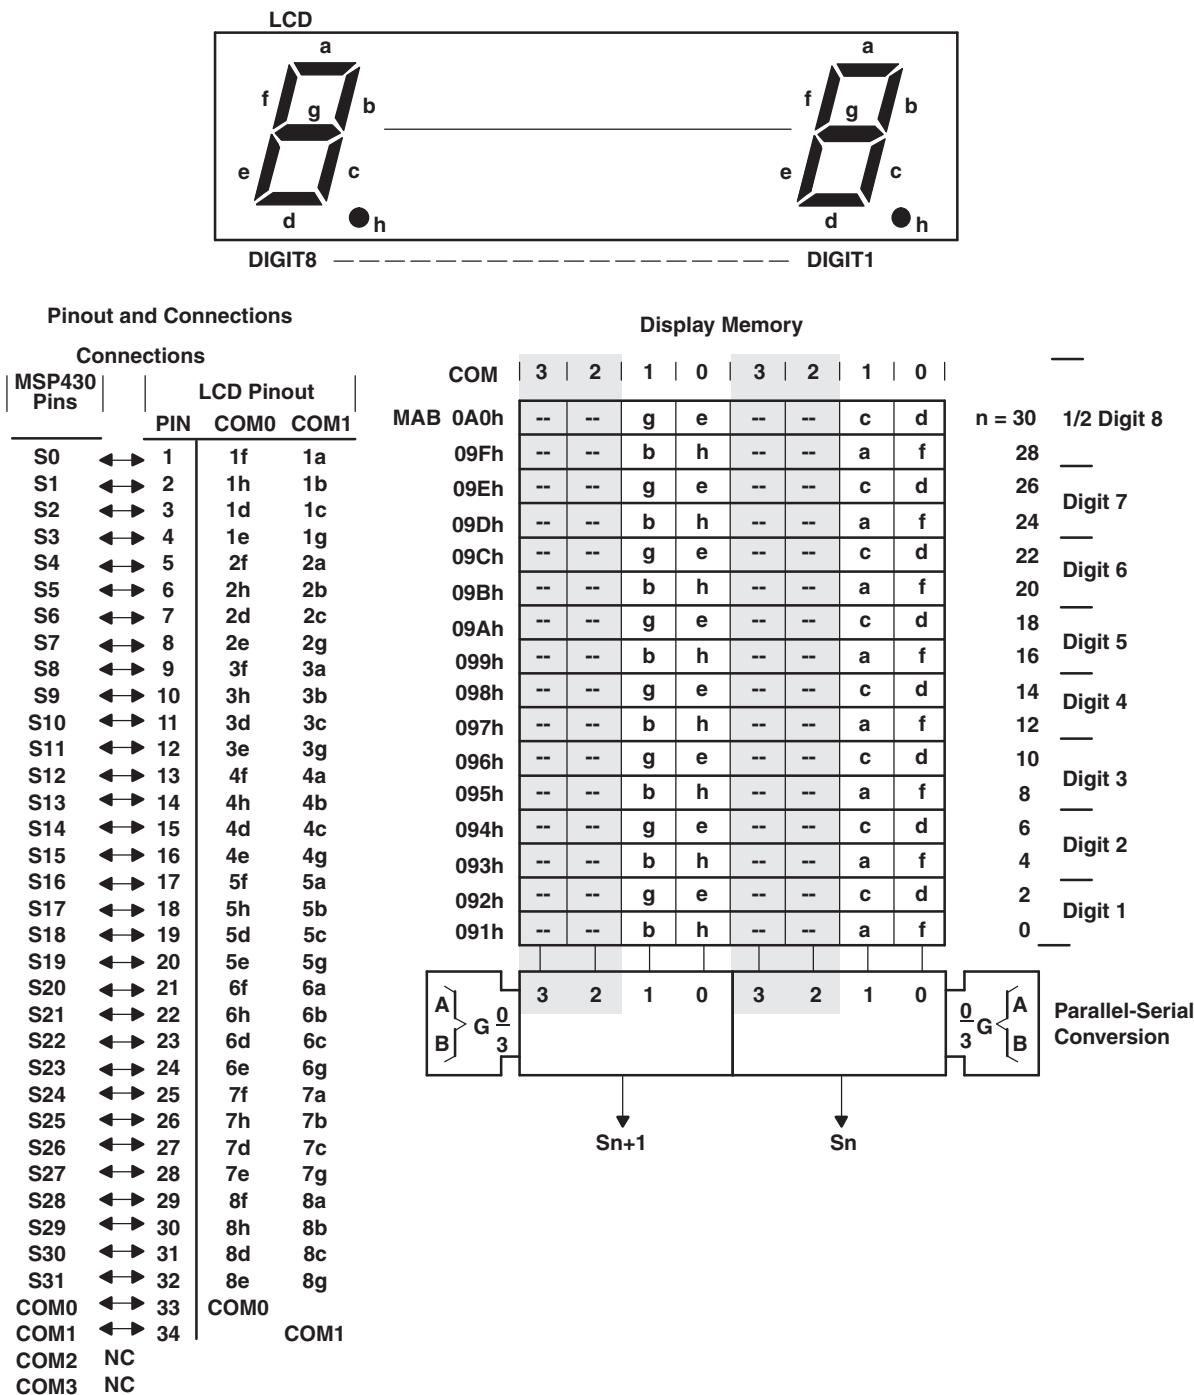 LCD
a
f
b
g
e
c
d
h
a
f
b
g
e
c
d
h
DIGIT8
DIGIT1
Pinout and Connections
Connections
MSP430 Pins
LCD Pinout
PIN COM0 COM1
S0 1 1f 1a
S1 2 1h 1b
S2 3 1d 1c
S3 4 1e 1g
S4 5 2f 2a
S5 6 2h 2b
S6 7 2d 2c
S7 8 2e 2g
S8 9 3f 3a
S9 10 3h 3b
S10 11 3d 3c
S11 12 3e 3g
S12 13 4f 4a
S13 14 4h 4b
S14 15 4d 4c
S15 16 4e 4g
S16 17 5f 5a
S17 18 5h 5b
S18 19 5d 5c
S19 20 5e 5g
S20 21 6f 6a
S21 22 6h 6b
S22 23 6d 6c
S23 24 6e 6g
S24 25 7f 7a
S25 26 7h 7b
S26 27 7d 7c
S27 28 7e 7g
S28 29 8f 8a
S29 30 8h 8b
S30 31 8d 8c
S31 32 8e 8g
COM0 33 COM0
COM1 34 COM1
COM2 NC
COM3 NC
Display Memory
COM 3 2 1 0 3 2 1 0
MAB 0A0h -- -- g e -- -- c d n = 30 1/2 Digit 8
09Fh -- -- b h -- -- a f 28
09Eh -- -- g e -- -- c d 26
Digit 7
09Dh -- -- b h -- -- a f 24
09Ch -- -- g e -- -- c d 22
Digit 6
09Bh -- -- b h -- -- a f 20
09Ah -- -- g e -- -- c d 18
Digit 5
099h -- -- b h -- -- a f 16
098h -- -- g e -- -- c d 14
Digit 4
097h -- -- b h -- -- a f 12
096h -- -- g e -- -- c d 10
Digit 3
095h -- -- b h -- -- a f 8
094h -- -- g e -- -- c d 6
Digit 2
093h -- -- b h -- -- a f 4
092h -- -- g e -- -- c d 2
Digit 1
091h -- -- b h -- -- a f 0
A
B
G 0/3
3 2 1 0 3 2 1 0
0/3 G
A
B
Parallel-Serial
Conversion
Sn+1
Sn